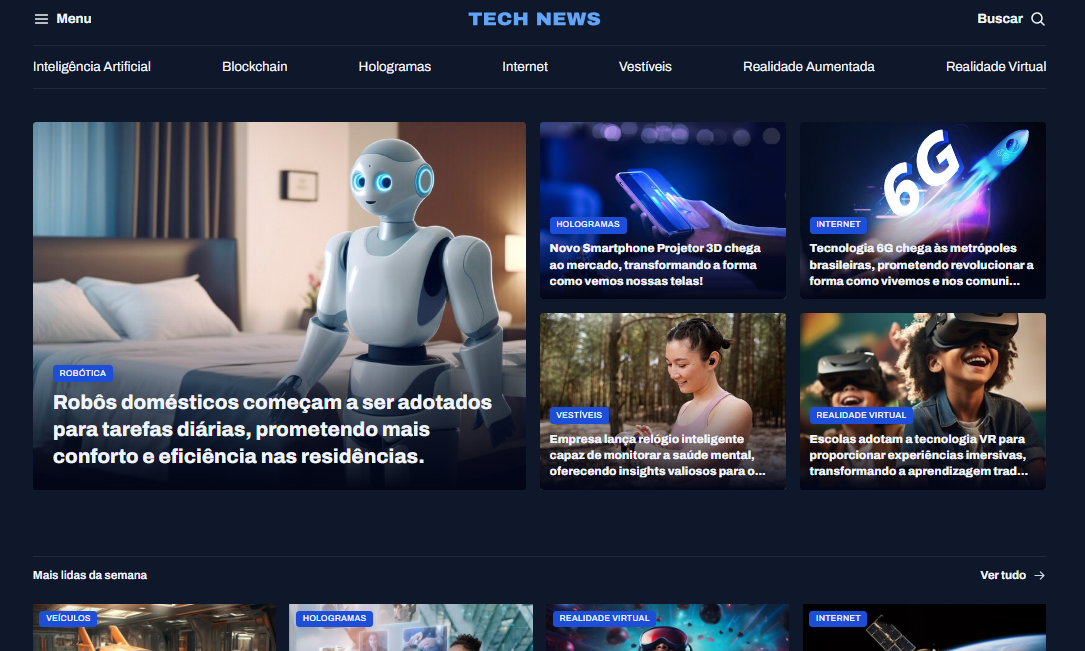 Menu
TECH NEWS
Buscar
Inteligência Artificial
Blockchain
Hologramas
Internet
Vestíveis
Realidade Aumentada
Realidade Virtual
ROBÓTICA
Robôs domésticos começam a ser adotados
para tarefas diárias, prometendo mais
conforto e eficiência nas residências.
HOLOGRAMAS
Novo Smartphone Projetor 3D chega
ao mercado, transformando a forma
como vemos nossas telas!
6G
INTERNET
Tecnologia 6G chega às metrópoles
brasileiras, prometendo revolucionar a
forma como vivemos e nos comuni...
VESTÍVEIS
Empresa lança relógio inteligente
capaz de monitorar a saúde mental,
oferecendo insights valiosos para o...
REALIDADE VIRTUAL
Escolas adotam a tecnologia VR para
proporcionar experiências imersivas,
transformando a aprendizagem trad...
Mais lidas da semana
Ver tudo
VEÍCULOS
HOLOGRAMAS
REALIDADE VIRTUAL
INTERNET